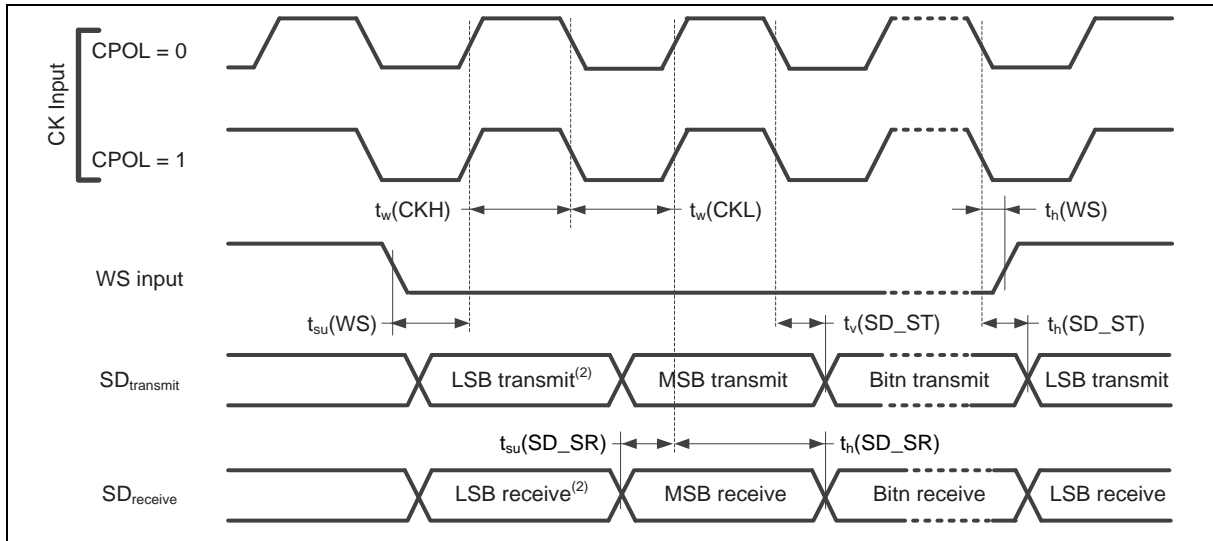 CK Input
CPOL = 0
CPOL = 1
tw(CKH)
tw(CKL)
th(WS)
WS input
tsu(WS)
tv(SD_ST)
th(SD_ST)
SDtransmit
LSB transmit(2)
MSB transmit
Bitn transmit
LSB transmit
tsu(SD_SR)
th(SD_SR)
SDreceive
LSB receive(2)
MSB receive
Bitn receive
LSB receive